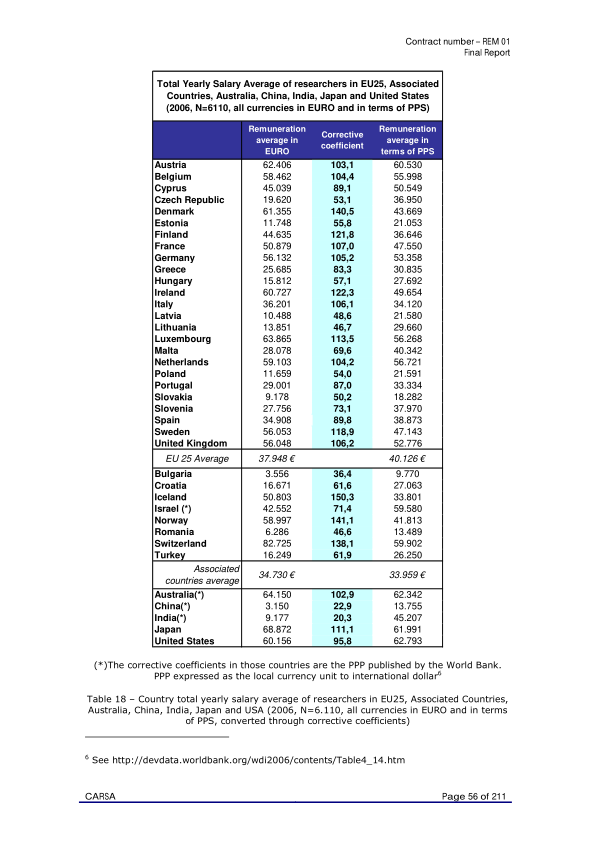 Contract number – REM 01
Final Report
Total Yearly Salary Average of researchers in EU25, Associated
Countries, Australia, China, India, Japan and United States
(2006, N=6110, all currencies in EURO and in terms of PPS)
Remuneration average in EURO Corrective coefficient Remuneration average in terms of PPS
Austria 62.406 103,1 60.530
Belgium 58.462 104,4 55.998
Cyprus 45.039 89,1 50.549
Czech Republic 19.620 53,1 36.950
Denmark 61.355 140,5 43.669
Estonia 11.748 55,8 21.053
Finland 44.635 121,8 36.646
France 50.879 107,0 47.550
Germany 56.132 105,2 53.358
Greece 25.685 83,3 30.835
Hungary 15.812 57,1 27.692
Ireland 60.727 122,3 49.654
Italy 36.201 106,1 34.120
Latvia 10.488 48,6 21.580
Lithuania 13.851 46,7 29.660
Luxembourg 63.865 113,5 56.268
Malta 28.078 69,6 40.342
Netherlands 59.103 104,2 56.721
Poland 11.659 54,0 21.591
Portugal 29.001 87,0 33.334
Slovakia 9.178 50,2 18.282
Slovenia 27.756 73,1 37.970
Spain 34.908 89,8 38.873
Sweden 56.053 118,9 47.143
United Kingdom 56.048 106,2 52.776
EU 25 Average 37.948 € 40.126 €
Bulgaria 3.556 36,4 9.770
Croatia 16.671 61,6 27.063
Iceland 50.803 150,3 33.801
Israel (*) 42.552 71,4 59.580
Norway 58.997 141,1 41.813
Romania 6.286 46,6 13.489
Switzerland 82.725 138,1 59.902
Turkey 16.249 61,9 26.250
Associated
countries average 34.730 € 33.959 €
Australia(*) 64.150 102,9 62.342
China(*) 3.150 22,9 13.755
India(*) 9.177 20,3 45.207
Japan 68.872 111,1 61.991
United States 60.156 95,8 62.793
(*)The corrective coefficients in those countries are the PPP published by the World Bank.
PPP expressed as the local currency unit to international dollar6
Table 18 – Country total yearly salary average of researchers in EU25, Associated Countries,
Australia, China, India, Japan and USA (2006, N=6.110, all currencies in EURO and in terms
of PPS, converted through corrective coefficients)
6 See http://devdata.worldbank.org/wdi2006/contents/Table4_14.htm
CARSA Page 56 of 211